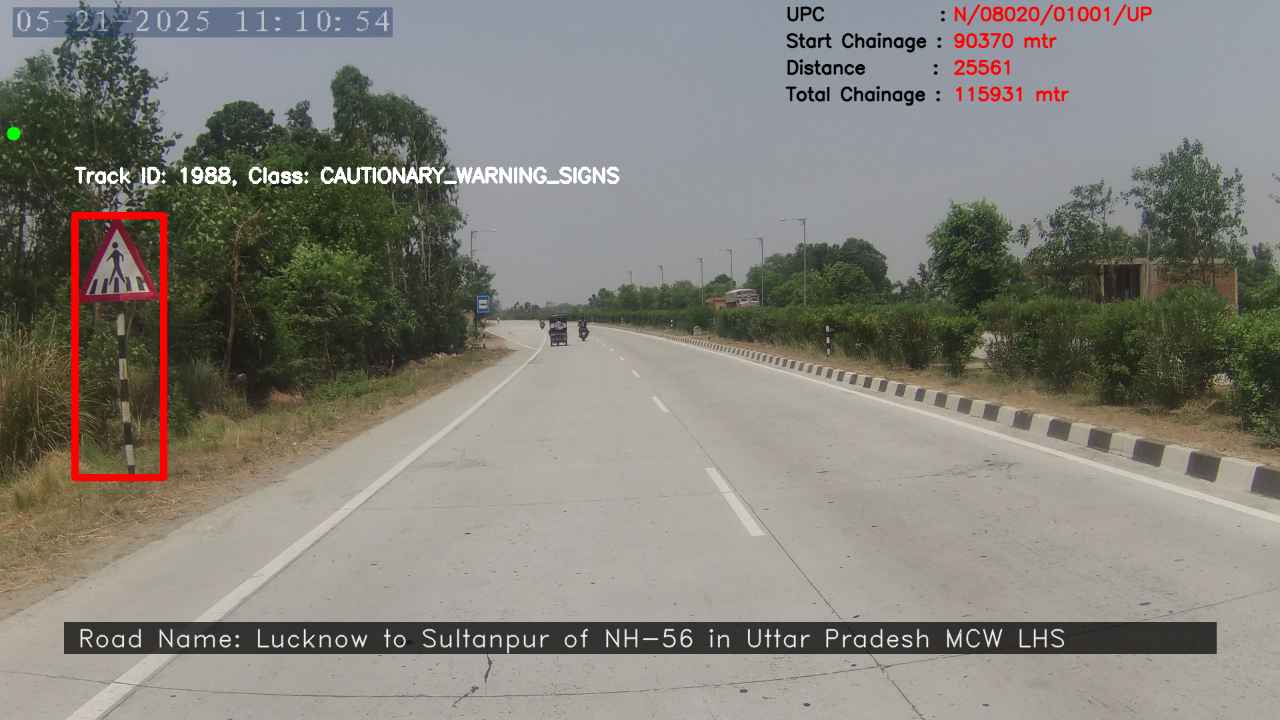 05-21-2025 11:10:54
UPC : N/08020/01001/UP
Start Chainage : 90370 mtr
Distance : 25561
Total Chainage : 115931 mtr
Track ID: 1988, Class: CAUTIONARY_WARNING_SIGNS
Road Name: Lucknow to Sultanpur of NH-56 in Uttar Pradesh MCW LHS